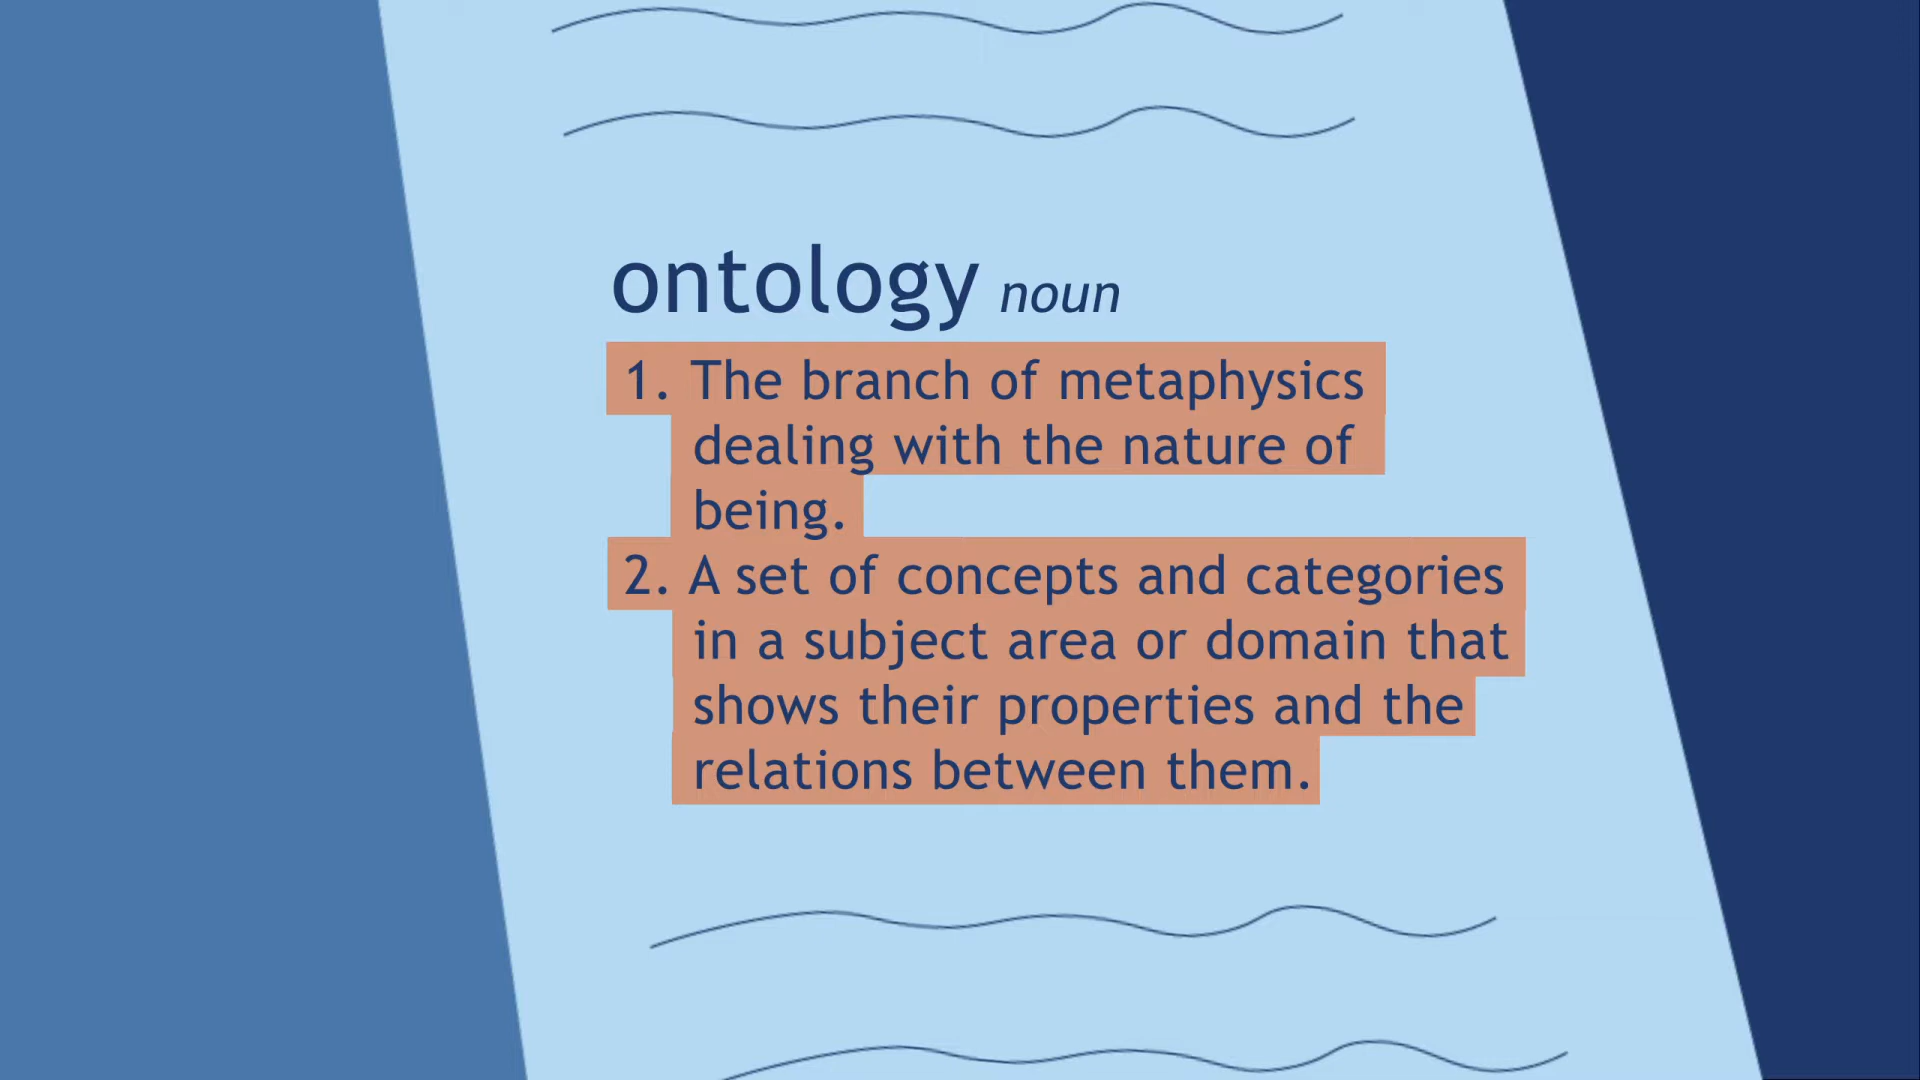 ontology noun
1. The branch of metaphysics
dealing with the nature of
being.
2. A set of concepts and categories
in a subject area or domain that
shows their properties and the
relations between them.